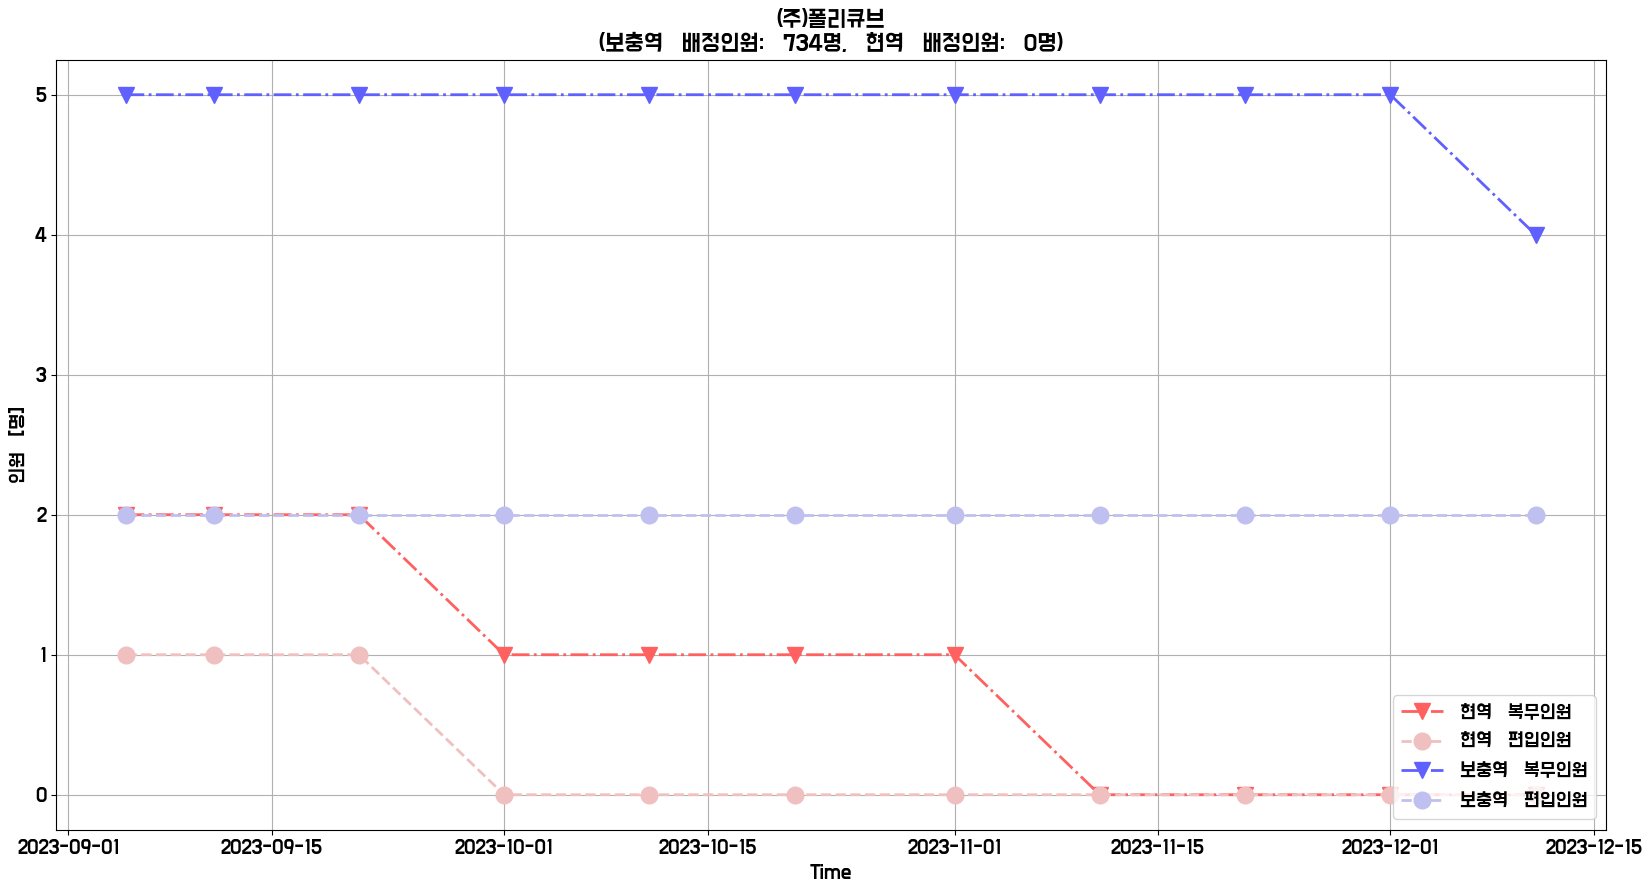 (주)폴리큐브
(보충역 배정인원: 734명, 현역 배정인원: 0명)
5
4
3
2
1
0
인원 [명]
2023-09-01 2023-09-15 2023-10-01 2023-10-15 2023-11-01 2023-11-15 2023-12-01 2023-12-15
Time
현역 복무인원
현역 편입인원
보충역 복무인원
보충역 편입인원